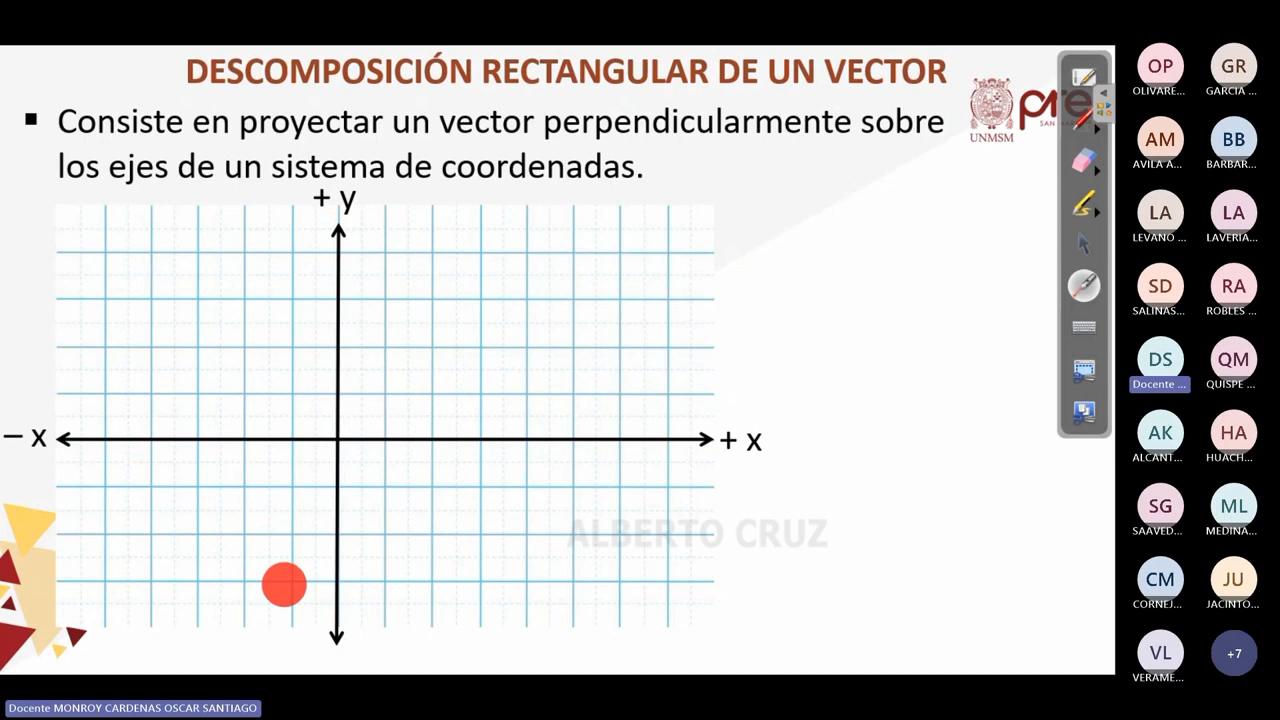 DESCOMPOSICIÓN RECTANGULAR DE UN VECTOR
▪ Consiste en proyectar un vector perpendicularmente sobre
los ejes de un sistema de coordenadas.
UNMSM
pre
SAN MAR
+ y
– x
+ x
ALBERTO CRUZ
OP
OLIVARE...
GR
GARCIA ...
AM
AVILA A...
BB
BARBAR...
LA
LEVANO ...
LA
LAVERIA...
SD
SALINAS...
RA
ROBLES ...
DS
Docente ...
QM
QUISPE ...
AK
ALCANT...
HA
HUACH...
SG
SAAVED...
ML
MEDINA...
CM
CORNEJ...
JU
JACINTO...
VL
VERAME...
+7
Docente MONROY CARDENAS OSCAR SANTIAGO